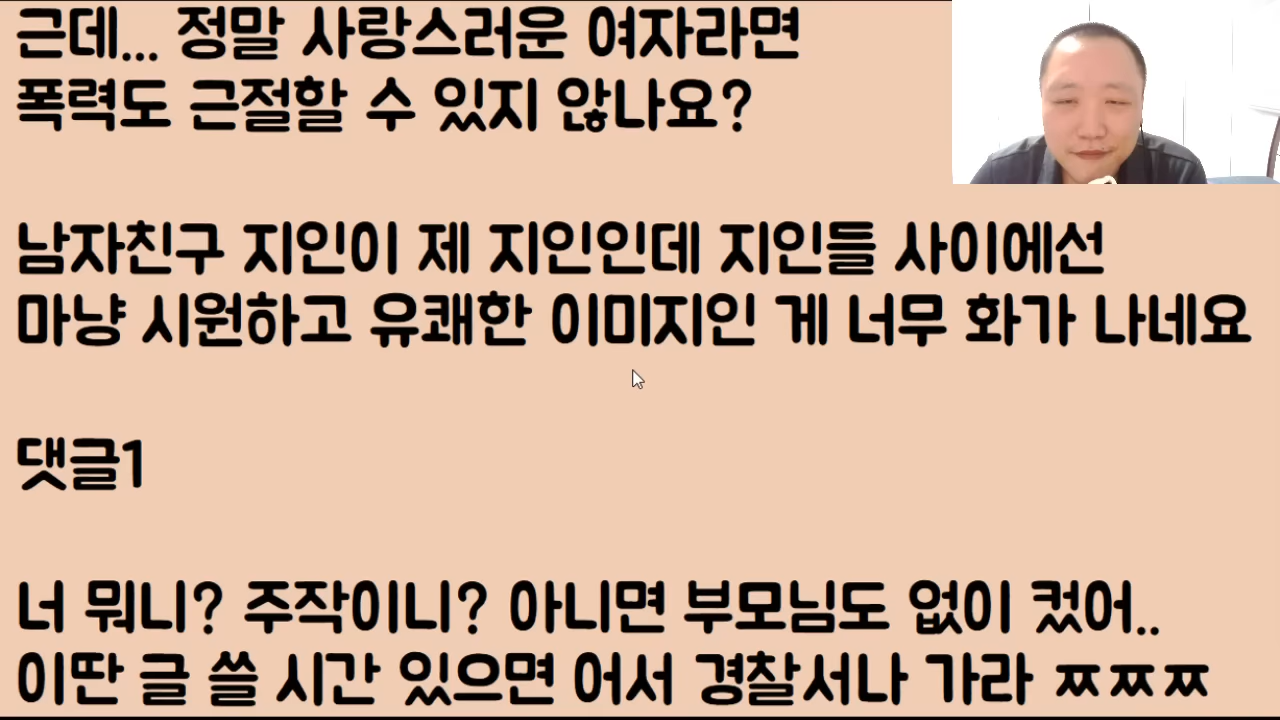 근데... 정말 사랑스러운 여자라면
폭력도 근절할 수 있지 않나요?
남자친구 지인이 제 지인인데 지인들 사이에선
마냥 시원하고 유쾌한 이미지인 게 너무 화가 나네요
댓글1
너 뭐니? 주작이니? 아니면 부모님도 없이 컸어..
이딴 글 쓸 시간 있으면 어서 경찰서나 가라 ㅉㅉㅉ